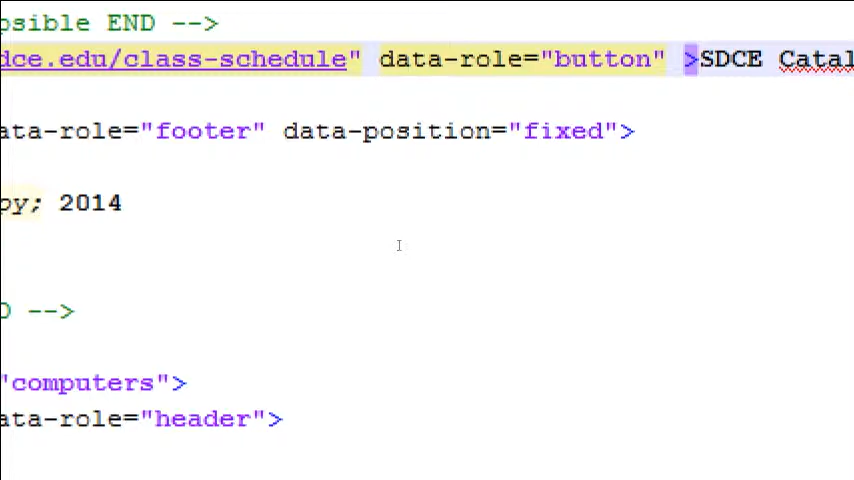 osible END -->
dce.edu/class-schedule" data-role="button" >SDCE Catal
ata-role="footer" data-position="fixed">
py; 2014
-->
"computers">
ata-role="header">